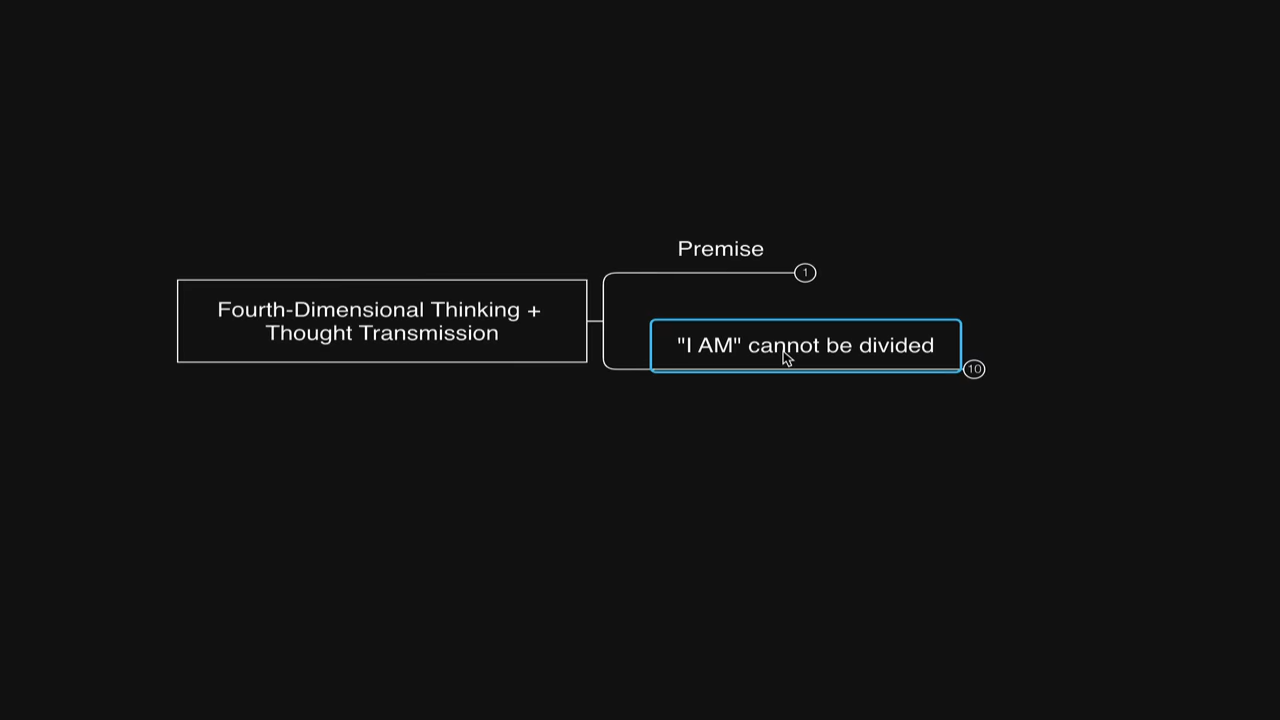 Premise
1
Fourth-Dimensional Thinking +
Thought Transmission
"I AM" cannot be divided
10